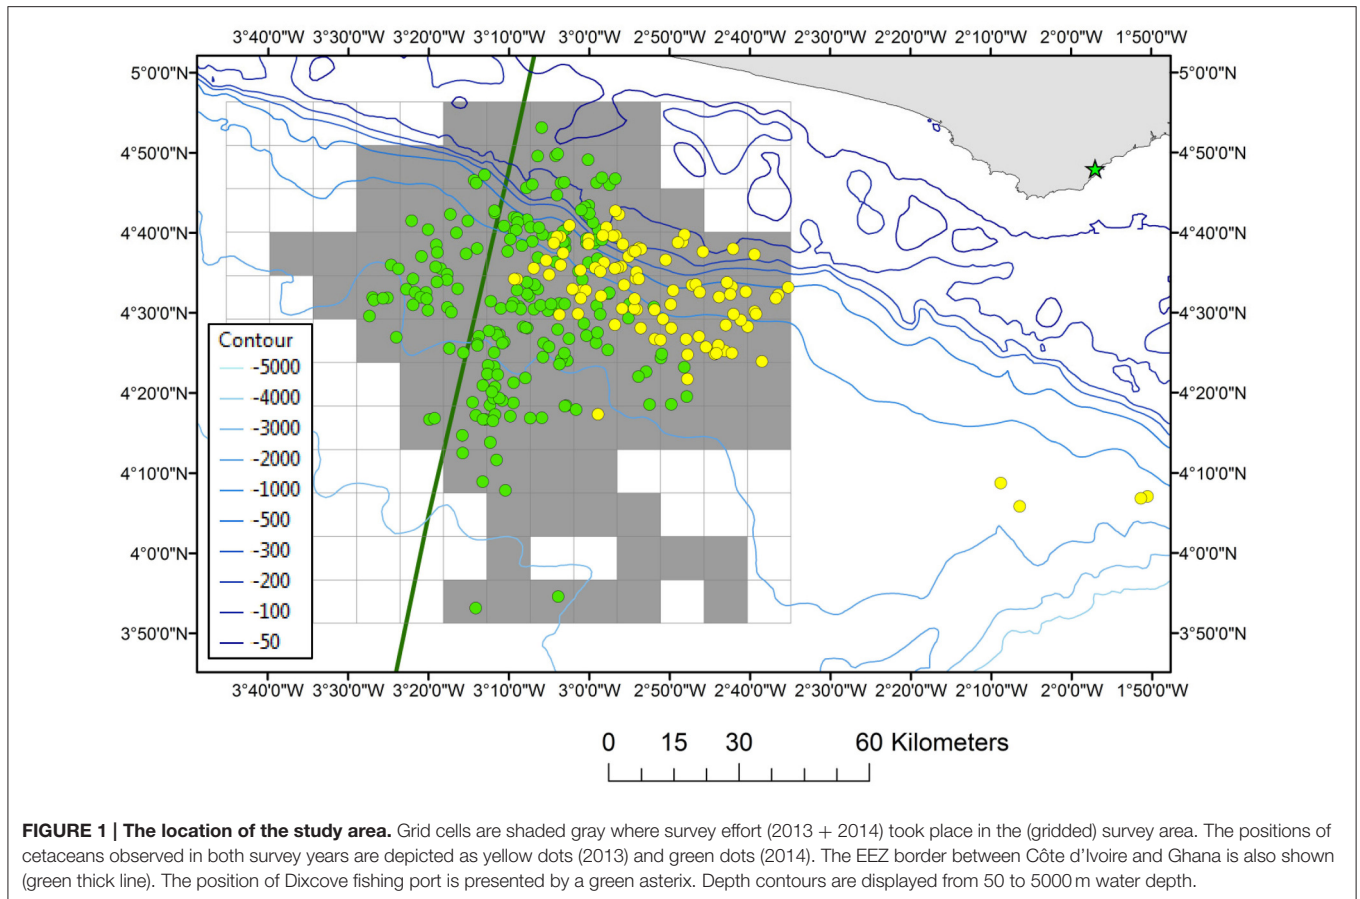 3°40'0"W 3°30'0"W 3°20'0"W 3°10'0"W 3°0'0"W 2°50'0"W 2°40'0"W 2°30'0"W 2°20'0"W 2°10'0"W 2°0'0"W 1°50'0"W
5°0'0"N 5°0'0"N
4°50'0"N 4°50'0"N
4°40'0"N 4°40'0"N
4°30'0"N 4°30'0"N
Contour
-5000
-4000
-3000
-2000
-1000
-500
-300
-200
-100
-50
4°20'0"N 4°20'0"N
4°10'0"N 4°10'0"N
4°0'0"N 4°0'0"N
3°50'0"N 3°50'0"N
3°40'0"W 3°30'0"W 3°20'0"W 3°10'0"W 3°0'0"W 2°50'0"W 2°40'0"W 2°30'0"W 2°20'0"W 2°10'0"W 2°0'0"W 1°50'0"W
0 15 30 60 Kilometers
FIGURE 1 | The location of the study area. Grid cells are shaded gray where survey effort (2013 + 2014) took place in the (gridded) survey area. The positions of
cetaceans observed in both survey years are depicted as yellow dots (2013) and green dots (2014). The EEZ border between Côte d'Ivoire and Ghana is also shown
(green thick line). The position of Dixcove fishing port is presented by a green asterix. Depth contours are displayed from 50 to 5000 m water depth.